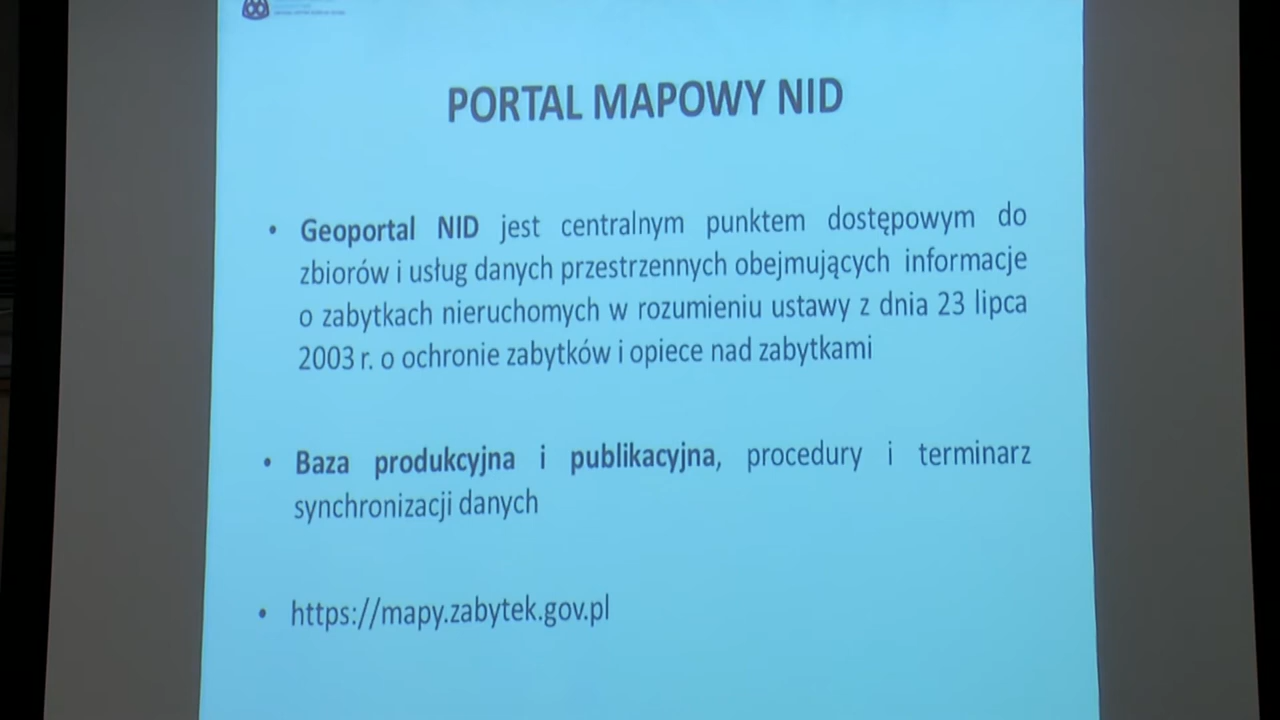 PORTAL MAPOWY NID
• Geoportal NID jest centralnym punktem dostępowym do
zbiorów i usług danych przestrzennych obejmujących informacje
o zabytkach nieruchomych w rozumieniu ustawy z dnia 23 lipca
2003 r. o ochronie zabytków i opiece nad zabytkami
• Baza produkcyjna i publikacyjna, procedury i terminarz
synchronizacji danych
• https://mapy.zabytek.gov.pl